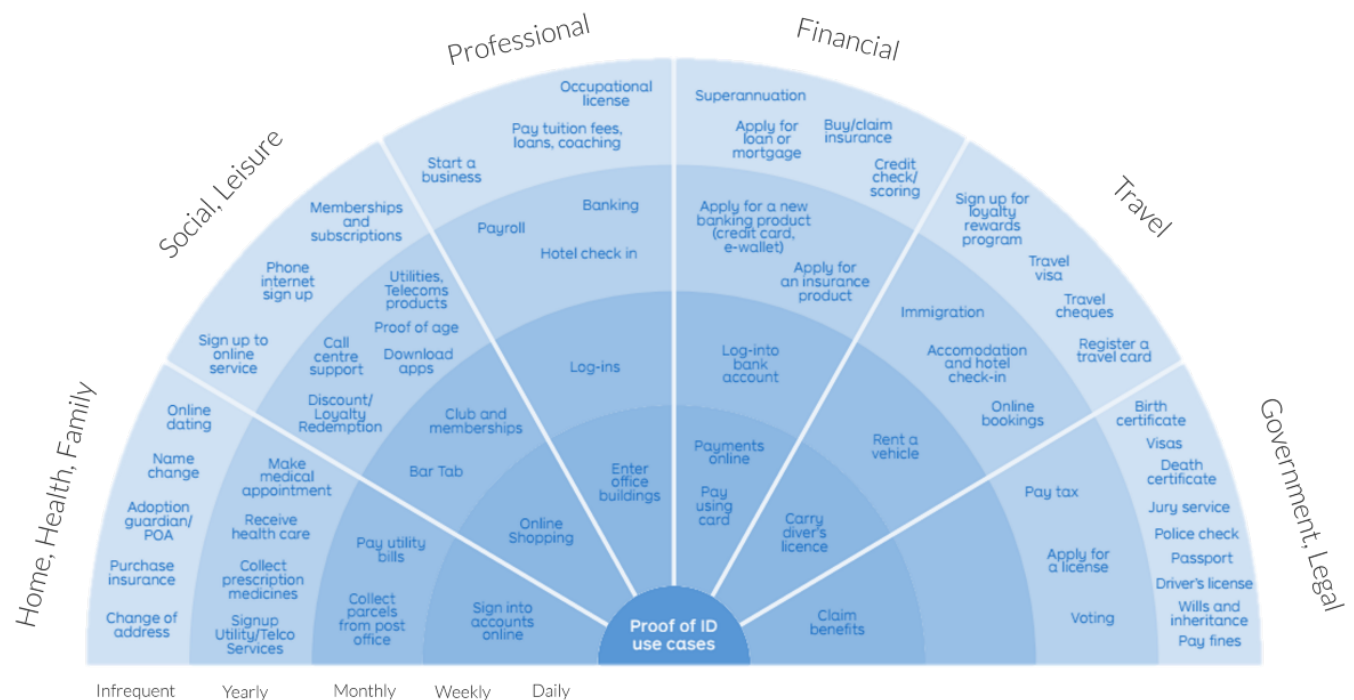 Professional
Financial
Social, Leisure
Travel
Home, Health, Family
Government, Legal
Occupational
license
Pay tuition fees,
loans, coaching
Start a
business
Banking
Payroll
Hotel check in
Log-ins
Enter
office
buildings
Superannuation
Apply for
loan or
mortgage
Buy/claim
insurance
Credit
check/
scoring
Apply for a new
banking product
(credit card,
e-wallet)
Apply for
an insurance
product
Log-into
bank
account
Payments
online
Pay
using
card
Memberships
and
subscriptions
Phone
internet
sign up
Sign up to
online
service
Utilities,
Telecoms
products
Proof of age
Call
centre
support
Download
apps
Discount/
Loyalty
Redemption
Club and
memberships
Bar Tab
Online
Shopping
Sign up for
loyalty
rewards
program
Travel
visa
Travel
cheques
Register a
travel card
Immigration
Accomodation
and hotel
check-in
Online
bookings
Rent a
vehicle
Carry
diver's
licence
Online
dating
Name
change
Adoption
guardian/
POA
Purchase
insurance
Change of
address
Make
medical
appointment
Receive
health care
Collect
prescription
medicines
Signup
Utility/Telco
Services
Pay utility
bills
Collect
parcels
from post
office
Sign into
accounts
online
Birth
certificate
Visas
Death
certificate
Jury service
Police check
Passport
Driver's license
Wills and
inheritance
Pay fines
Pay tax
Apply for
a license
Voting
Claim
benefits
Proof of ID
use cases
Infrequent
Yearly
Monthly
Weekly
Daily